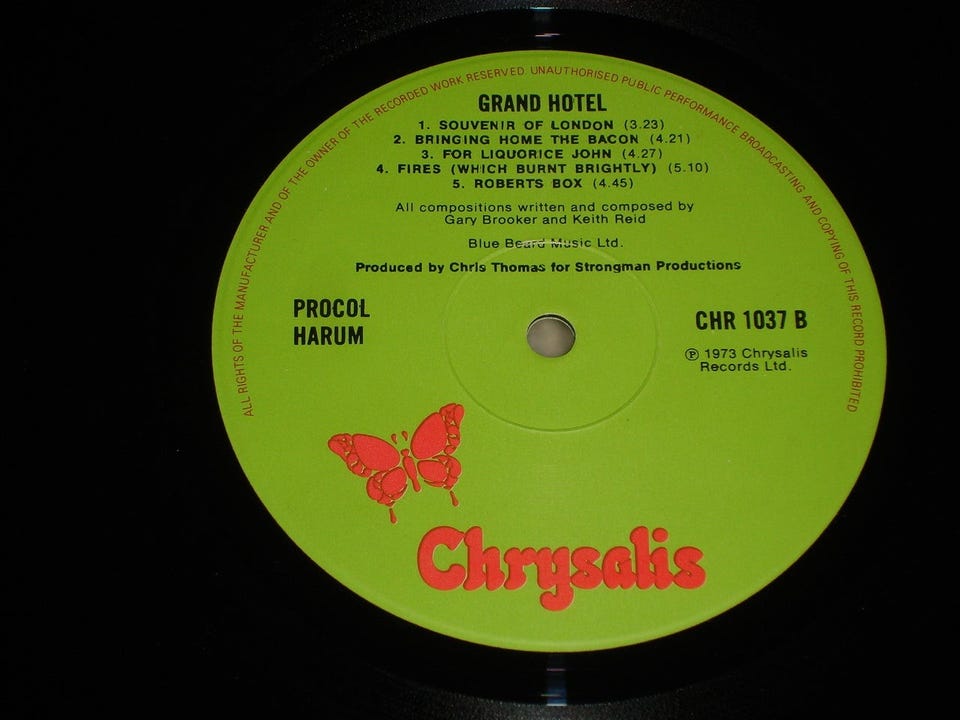 ALL RIGHTS OF THE MANUFACTURER AND OF THE OWNER OF THE RECORDED WORK RESERVED. UNAUTHORISED PUBLIC PERFORMANCE BROADCASTING AND COPYING OF THIS RECORD PROHIBITED
GRAND HOTEL
1. SOUVENIR OF LONDON (3.23)
2. BRINGING HOME THE BACON (4.21)
3. FOR LIQUORICE JOHN (4.27)
4. FIRES (WHICH BURNT BRIGHTLY) (5.10)
5. ROBERTS BOX (4.45)
All compositions written and composed by
Gary Brooker and Keith Reid
Blue Beard Music Ltd.
Produced by Chris Thomas for Strongman Productions
PROCOL
HARUM
CHR 1037 B
℗ 1973 Chrysalis
Records Ltd.
Chrysalis